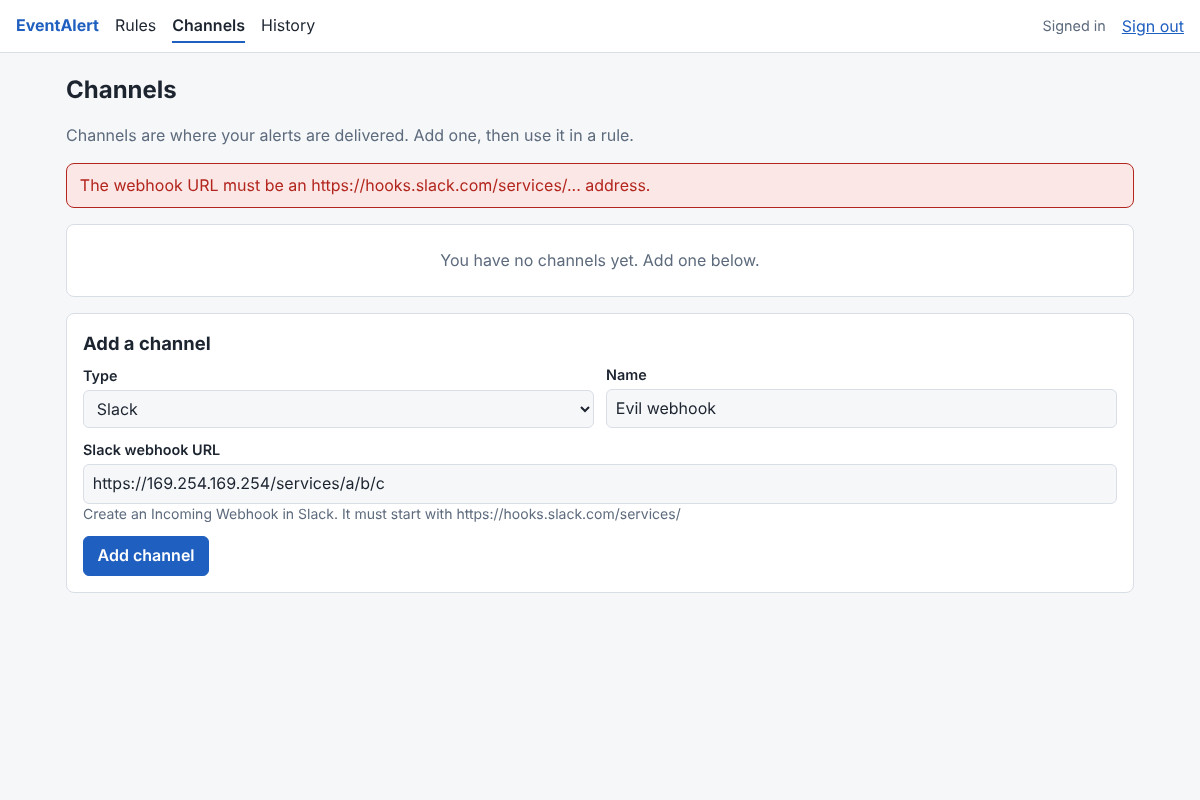 EventAlert Rules Channels History Signed in Sign out
Channels
Channels are where your alerts are delivered. Add one, then use it in a rule.
The webhook URL must be an https://hooks.slack.com/services/… address.
You have no channels yet. Add one below.
Add a channel
Type Name
Slack Evil webhook
Slack webhook URL
https://169.254.169.254/services/a/b/c
Create an Incoming Webhook in Slack. It must start with https://hooks.slack.com/services/
Add channel